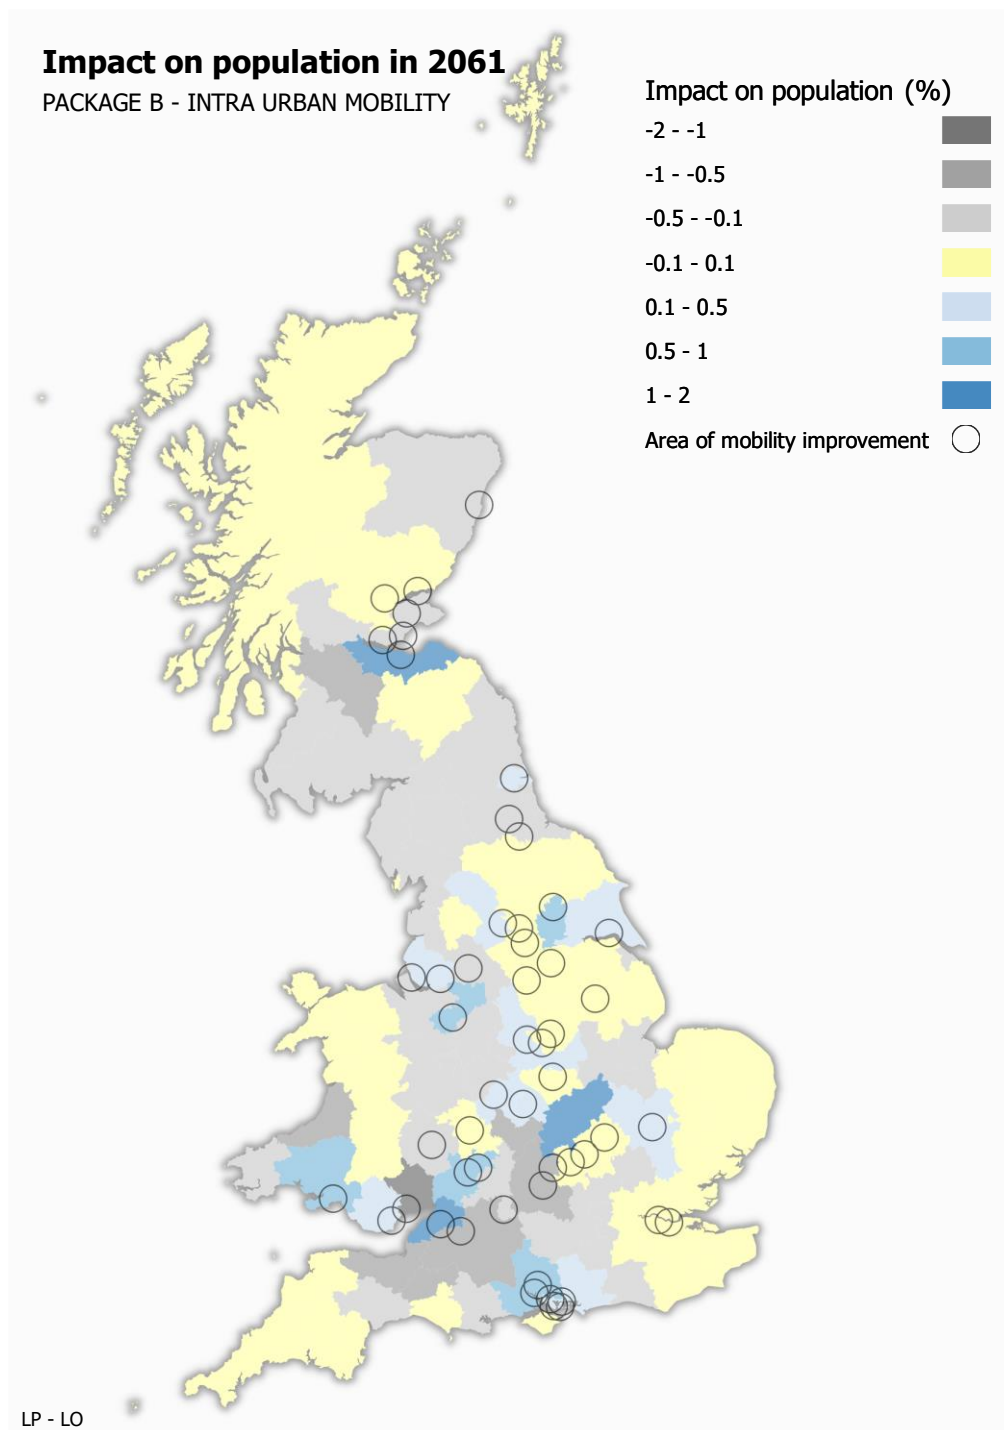 Impact on population in 2061
PACKAGE B - INTRA URBAN MOBILITY
Impact on population (%)
-2 - -1
-1 - -0.5
-0.5 - -0.1
-0.1 - 0.1
0.1 - 0.5
0.5 - 1
1 - 2
Area of mobility improvement
LP - LO